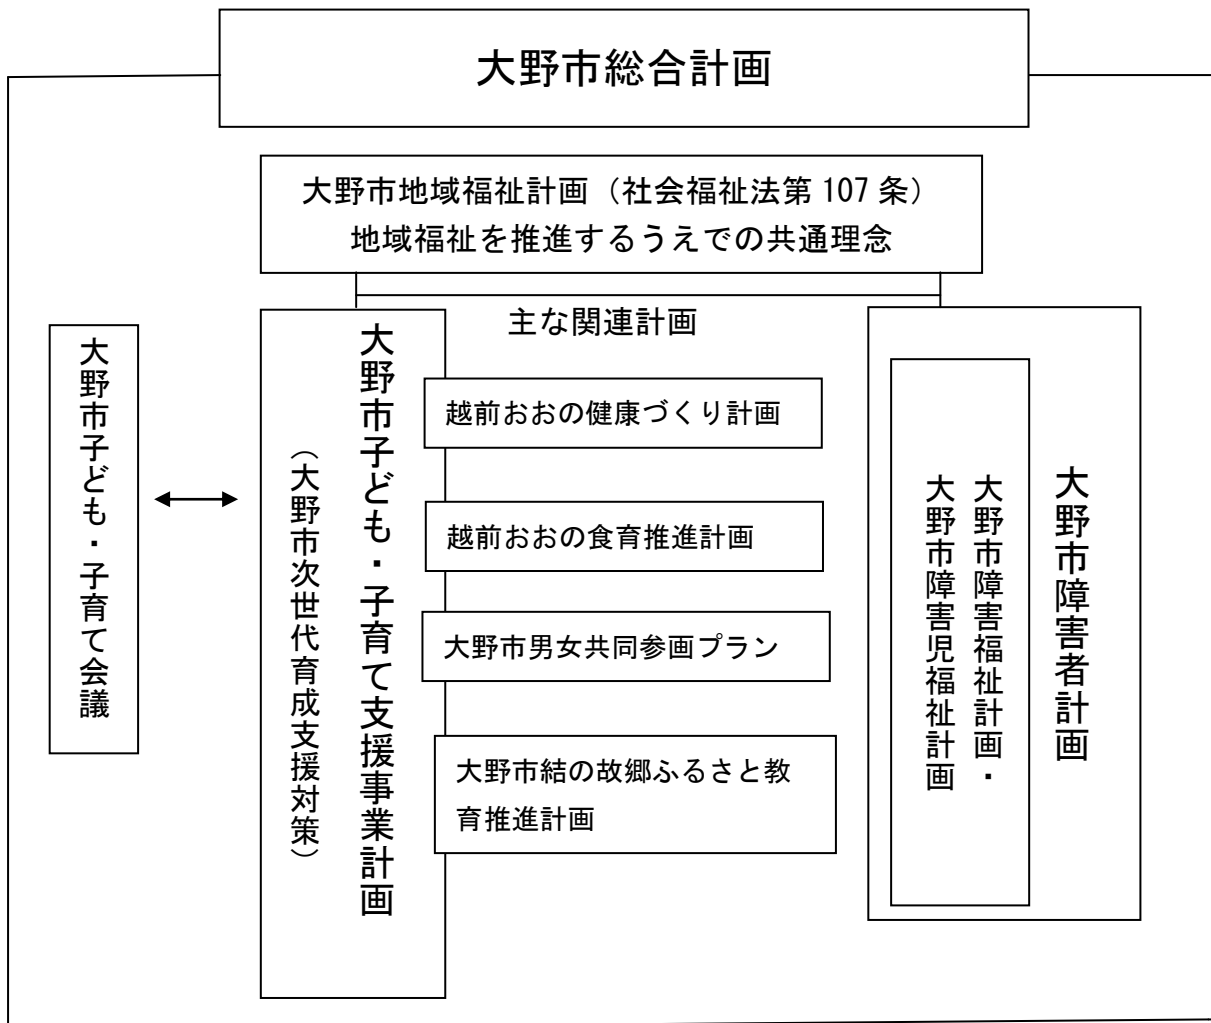 大野市総合計画
大野市地域福祉計画（社会福祉法第107条）
地域福祉を推進するうえでの共通理念
主な関連計画
大野市子ども・子育て会議
大野市子ども・子育て支援事業計画
（大野市次世代育成支援対策）
越前おおの健康づくり計画
越前おおの食育推進計画
大野市男女共同参画プラン
大野市結の故郷ふるさと教
育推進計画
大野市障害者計画
大野市障害福祉計画・
大野市障害児福祉計画